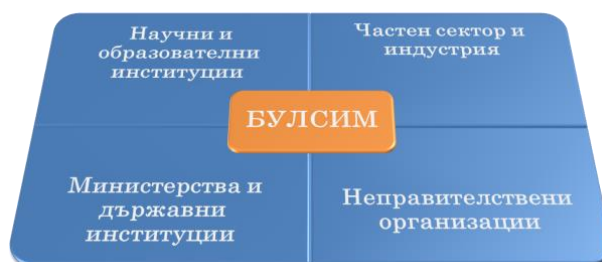 Научни и
образователни
институции
Частен сектор и
индустрия
БУЛСИМ
Министерства и
държавни
институции
Неправителствени
организации